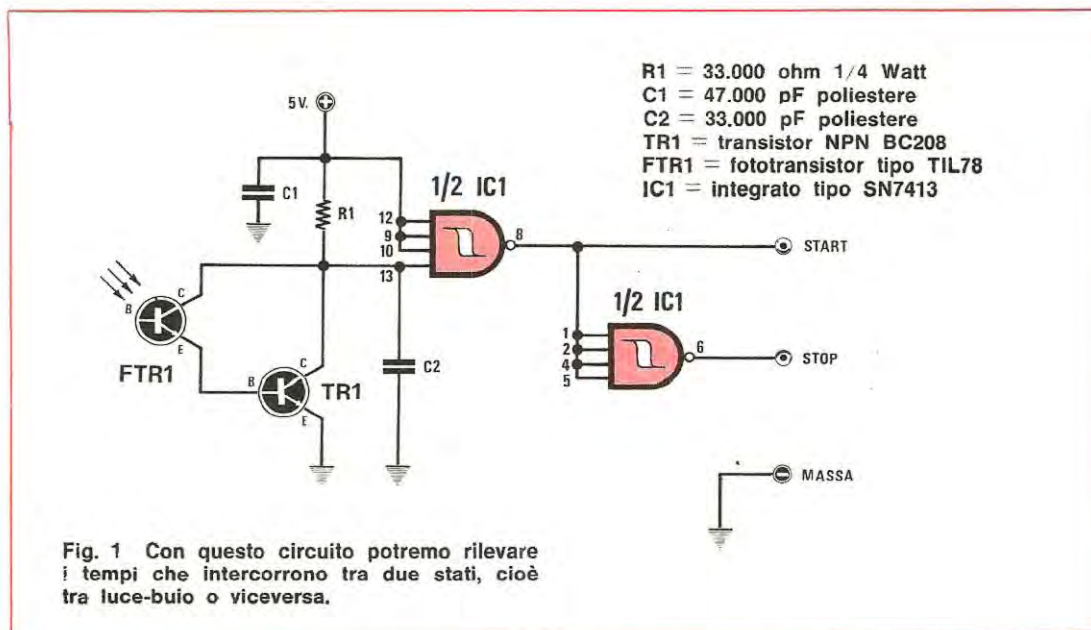 R1 = 33.000 ohm 1/4 Watt
C1 = 47.000 pF poliestere
C2 = 33.000 pF poliestere
TR1 = transistor NPN BC208
FTR1 = fototransistor tipo TIL78
IC1 = integrato tipo SN7413
5V.
C1
R1
1/2 IC1
12
9
10
13
8
START
1/2 IC1
1
2
4
5
6
STOP
B
C
E
FTR1
B
C
E
TR1
C2
MASSA
Fig. 1 Con questo circuito potremo rilevare
i tempi che intercorrono tra due stati, cioè
tra luce-buio o viceversa.